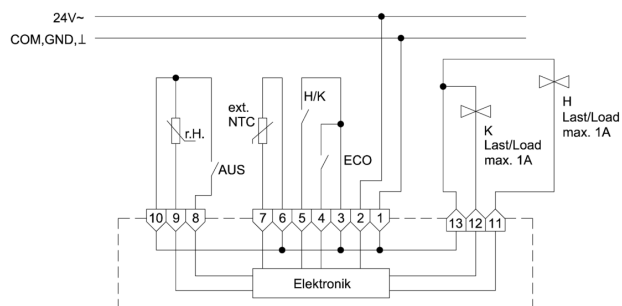 24V~
COM,GND,⊥
r.H.
AUS
ext.
NTC
H/K
ECO
K
Last/Load
max. 1A
H
Last/Load
max. 1A
10 9 8 7 6 5 4 3 2 1 13 12 11
Elektronik